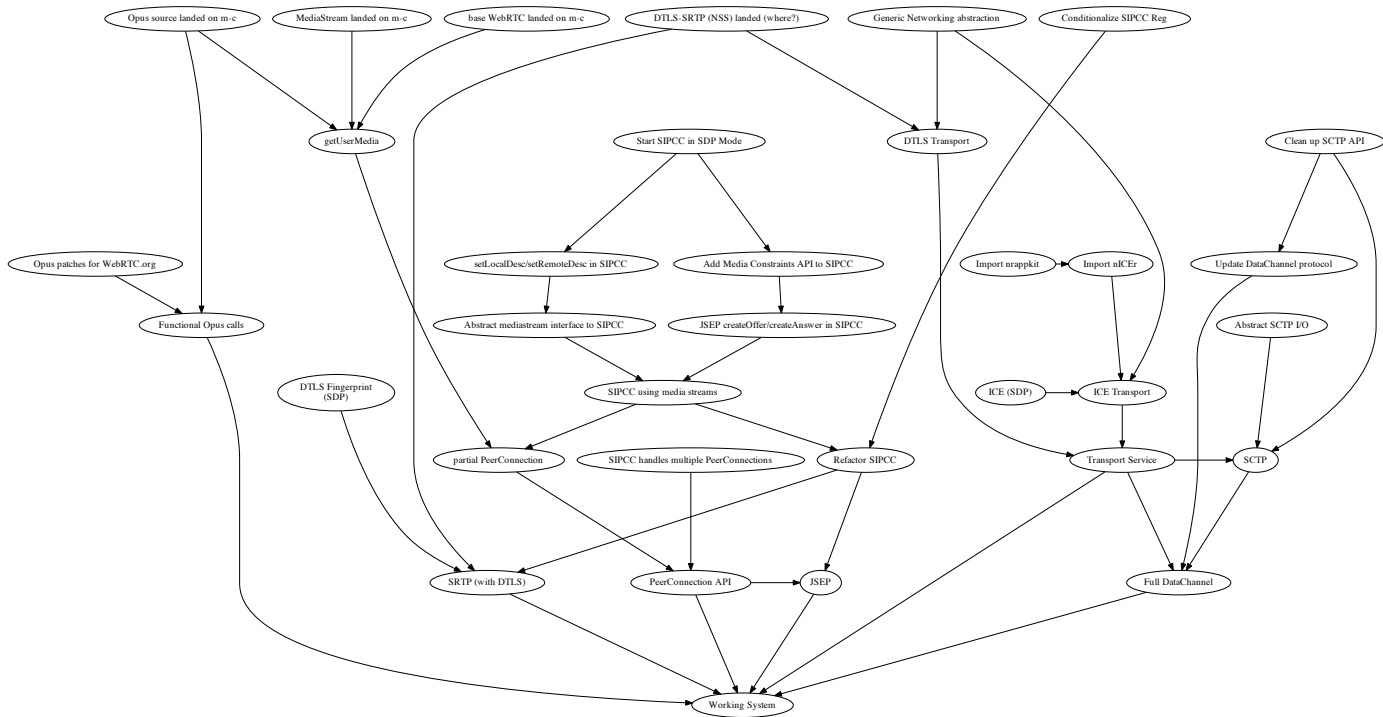 Opus source landed on m-c
MediaStream landed on m-c
base WebRTC landed on m-c
DTLS-SRTP (NSS) landed (where?)
Generic Networking abstraction
Conditionalize SIPCC Reg
getUserMedia
Start SIPCC in SDP Mode
DTLS Transport
Clean up SCTP API
Opus patches for WebRTC.org
setLocalDesc/setRemoteDesc in SIPCC
Add Media Constraints API to SIPCC
Import nrappkit
Import nICEr
Update DataChannel protocol
Functional Opus calls
Abstract mediastream interface to SIPCC
JSEP createOffer/createAnswer in SIPCC
Abstract SCTP I/O
DTLS Fingerprint
(SDP)
SIPCC using media streams
ICE (SDP)
ICE Transport
partial PeerConnection
SIPCC handles multiple PeerConnections
Refactor SIPCC
Transport Service
SCTP
SRTP (with DTLS)
PeerConnection API
JSEP
Full DataChannel
Working System